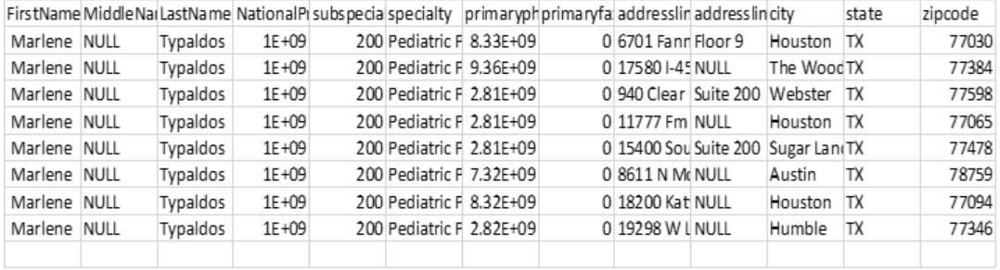 FirstName MiddleNar LastName NationalPr subspecia specialty primaryph primaryfa: addresslin addresslin city state zipcode
Marlene NULL Typaldos 1E+09 200 Pediatric P 8.33E+09 0 6701 Fann Floor 9 Houston TX 77030
Marlene NULL Typaldos 1E+09 200 Pediatric P 9.36E+09 0 17580 I-45 NULL The Wood TX 77384
Marlene NULL Typaldos 1E+09 200 Pediatric P 2.81E+09 0 940 Clear Suite 200 Webster TX 77598
Marlene NULL Typaldos 1E+09 200 Pediatric P 2.81E+09 0 11777 Fm NULL Houston TX 77065
Marlene NULL Typaldos 1E+09 200 Pediatric P 2.81E+09 0 15400 Sou Suite 200 Sugar Lan TX 77478
Marlene NULL Typaldos 1E+09 200 Pediatric P 7.32E+09 0 8611 N Mo NULL Austin TX 78759
Marlene NULL Typaldos 1E+09 200 Pediatric P 8.32E+09 0 18200 Kat NULL Houston TX 77094
Marlene NULL Typaldos 1E+09 200 Pediatric P 2.82E+09 0 19298 W L NULL Humble TX 77346